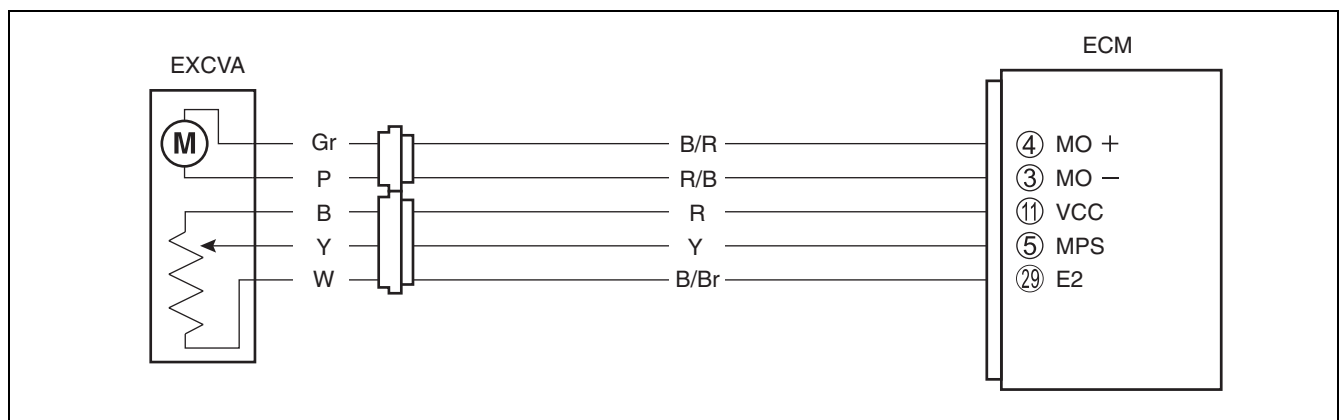 ECM
EXCVA
M
Gr B/R ④ MO +
P R/B ③ MO −
B R ⑪ VCC
Y Y ⑤ MPS
W B/Br ㉙ E2